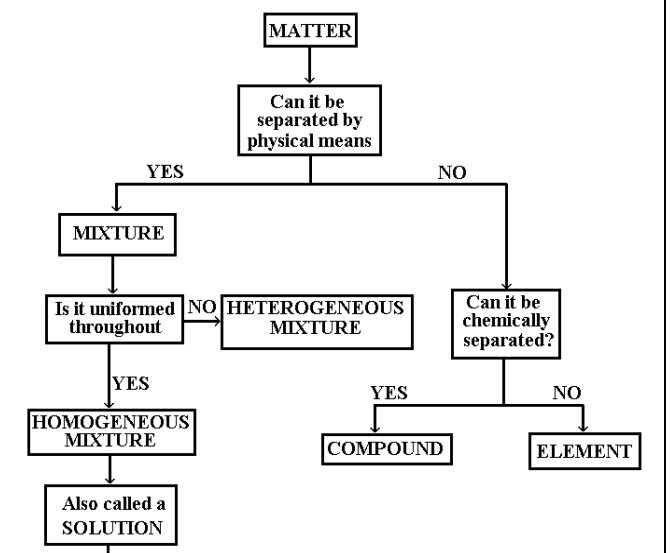 MATTER
Can it be
separated by
physical means
YES
NO
MIXTURE
Is it uniformed
throughout
NO
HETEROGENEOUS
MIXTURE
Can it be
chemically
separated?
YES
HOMOGENEOUS
MIXTURE
YES
NO
COMPOUND
ELEMENT
Also called a
SOLUTION